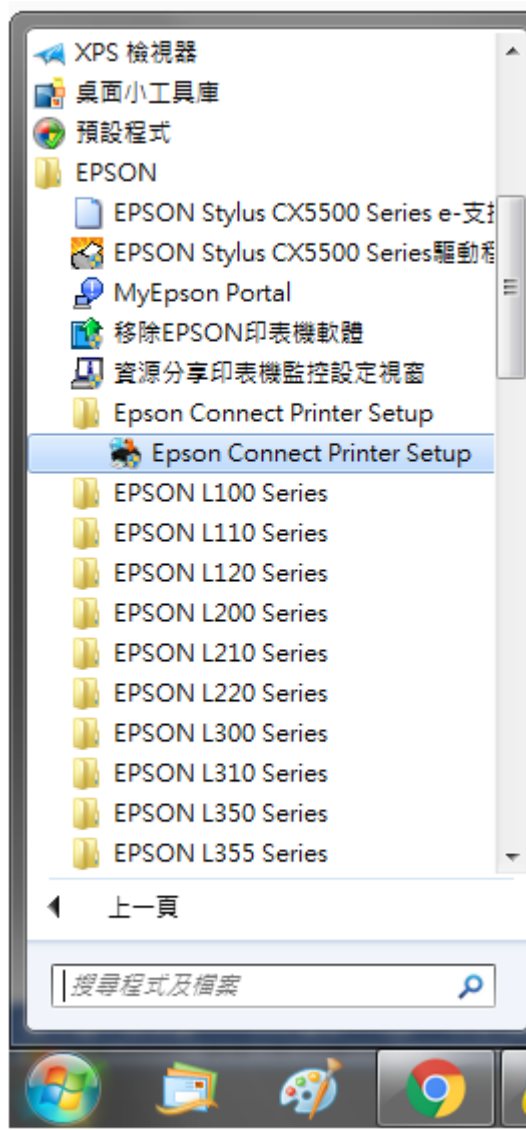 XPS 檢視器
桌面小工具庫
預設程式
EPSON
EPSON Stylus CX5500 Series e-支
EPSON Stylus CX5500 Series驅動程
MyEpson Portal
移除EPSON印表機軟體
資源分享印表機監控設定視窗
Epson Connect Printer Setup
Epson Connect Printer Setup
EPSON L100 Series
EPSON L110 Series
EPSON L120 Series
EPSON L200 Series
EPSON L210 Series
EPSON L220 Series
EPSON L300 Series
EPSON L310 Series
EPSON L350 Series
EPSON L355 Series
上一頁
搜尋程式及檔案